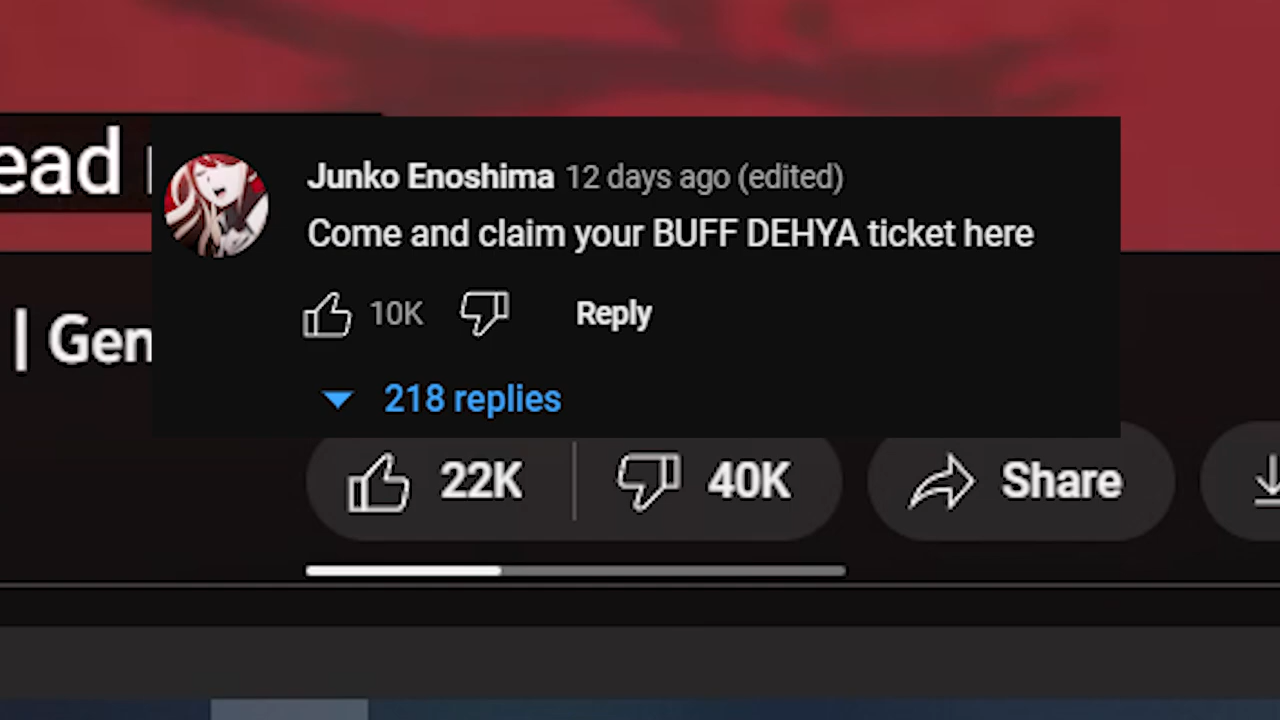 ead
Junko Enoshima 12 days ago (edited)
Come and claim your BUFF DEHYA ticket here
10K Reply
218 replies
| Gen
22K 40K Share